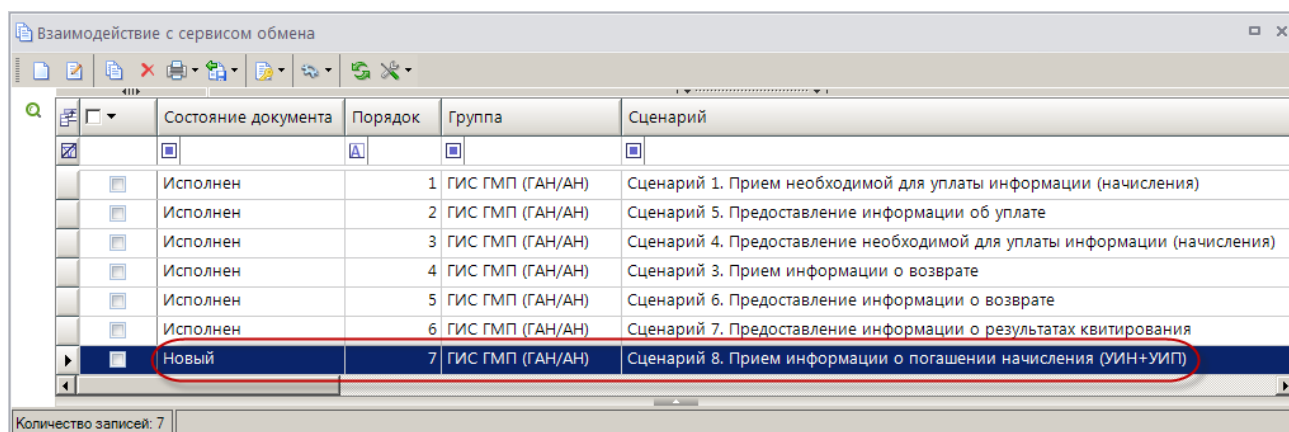 Взаимодействие с сервисом обмена
Состояние документа Порядок Группа Сценарий
A
Исполнен 1 ГИС ГМП (ГАН/АН) Сценарий 1. Прием необходимой для уплаты информации (начисления)
Исполнен 2 ГИС ГМП (ГАН/АН) Сценарий 5. Предоставление информации об уплате
Исполнен 3 ГИС ГМП (ГАН/АН) Сценарий 4. Предоставление необходимой для уплаты информации (начисления)
Исполнен 4 ГИС ГМП (ГАН/АН) Сценарий 3. Прием информации о возврате
Исполнен 5 ГИС ГМП (ГАН/АН) Сценарий 6. Предоставление информации о возврате
Исполнен 6 ГИС ГМП (ГАН/АН) Сценарий 7. Предоставление информации о результатах квитирования
Новый 7 ГИС ГМП (ГАН/АН) Сценарий 8. Прием информации о погашении начисления (УИН+УИП)
Количество записей: 7